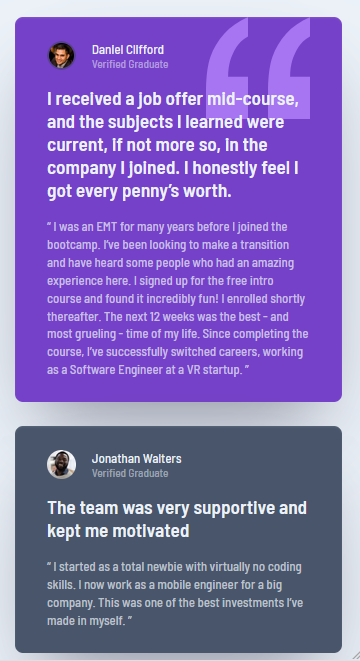 Daniel Clifford
Verified Graduate
I received a job offer mid-course,
and the subjects I learned were
current, if not more so, in the
company I joined. I honestly feel I
got every penny’s worth.
“ I was an EMT for many years before I joined the
bootcamp. I’ve been looking to make a transition
and have heard some people who had an amazing
experience here. I signed up for the free intro
course and found it incredibly fun! I enrolled shortly
thereafter. The next 12 weeks was the best - and
most grueling - time of my life. Since completing the
course, I’ve successfully switched careers, working
as a Software Engineer at a VR startup. ”
Jonathan Walters
Verified Graduate
The team was very supportive and
kept me motivated
“ I started as a total newbie with virtually no coding
skills. I now work as a mobile engineer for a big
company. This was one of the best investments I’ve
made in myself. ”